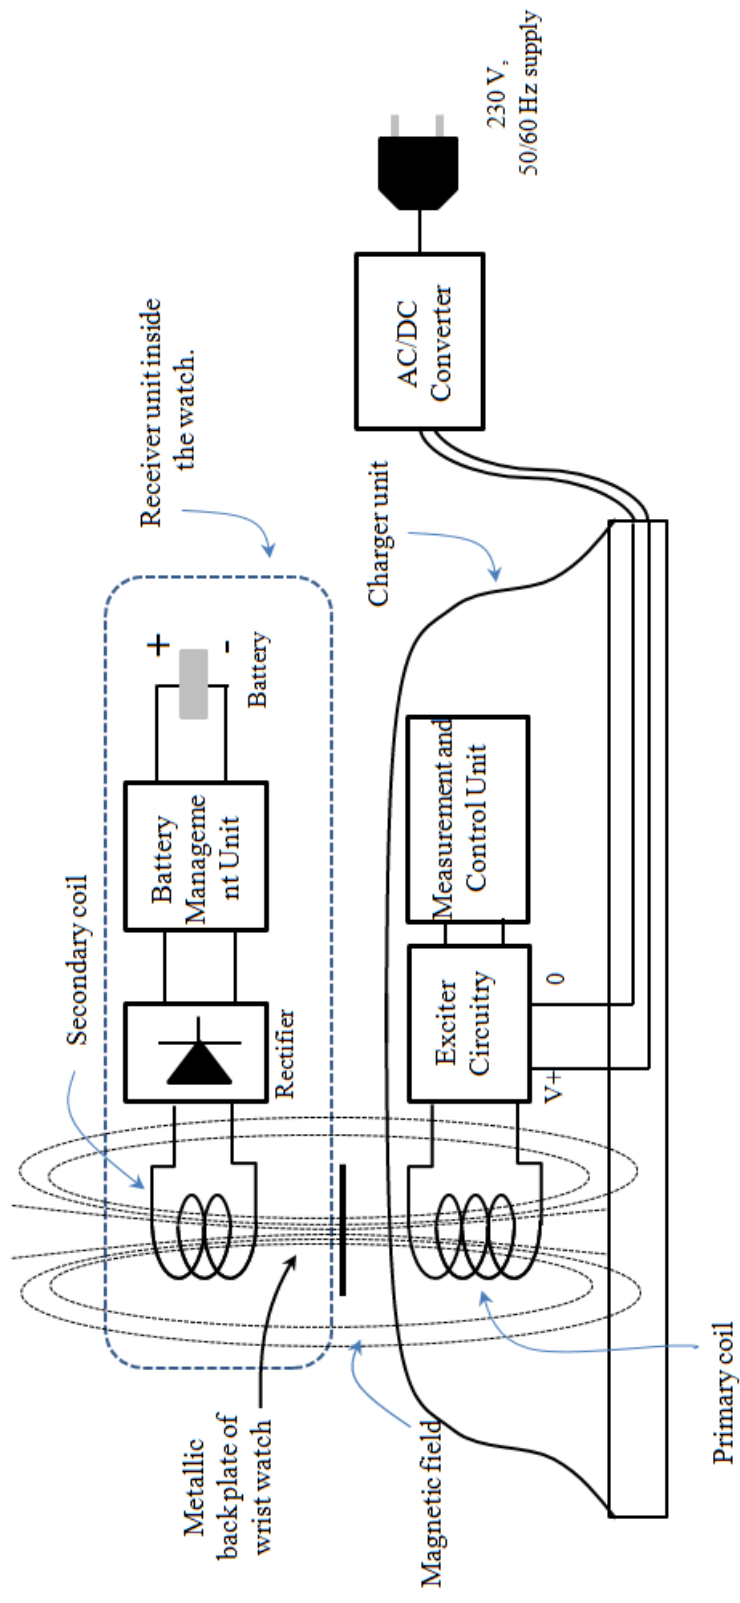 230 V,
50/60 Hz supply
AC/DC
Converter
Receiver unit inside
the watch.
Charger unit
+
-
Battery
Battery
Manageme
nt Unit
Measurement and
Control Unit
Secondary coil
Rectifier
Exciter
Circuitry
0
V+
Metallic
back plate of
wrist watch
Magnetic field
Primary coil